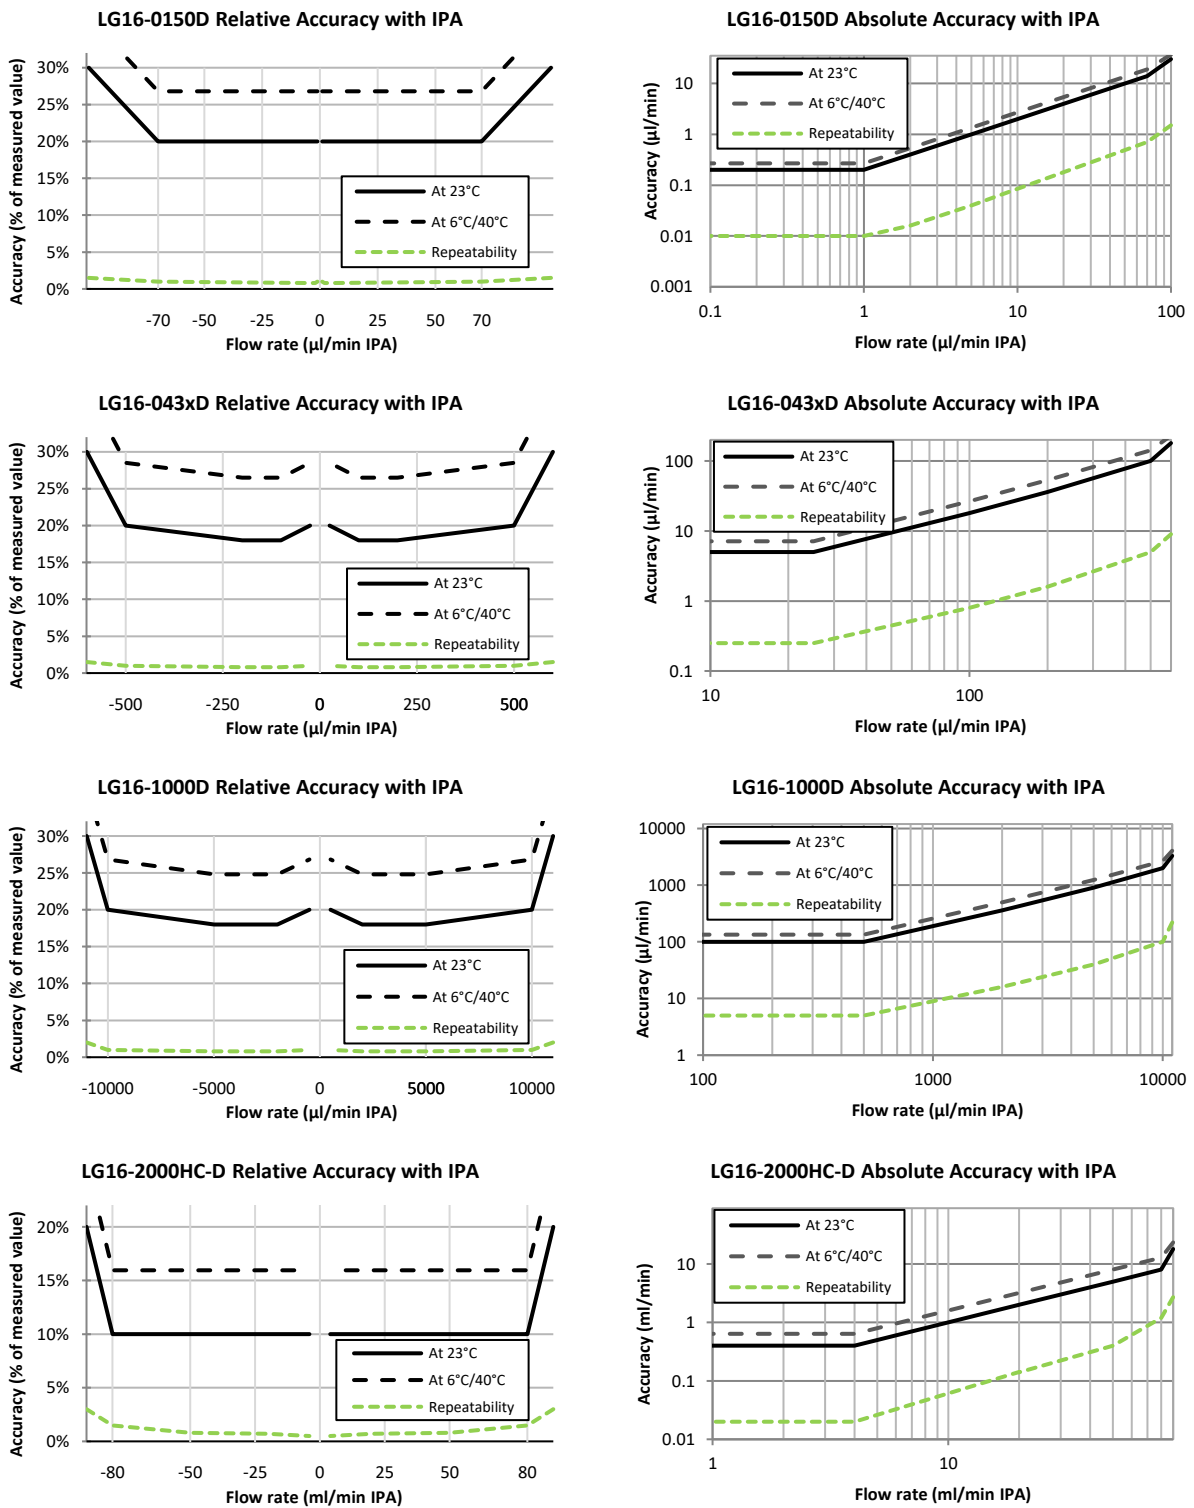 LG16-0150D Relative Accuracy with IPA
Accuracy (% of measured value)
30%
25%
20%
15%
10%
5%
0%
At 23°C
At 6°C/40°C
Repeatability
-70 -50 -25 0 25 50 70
Flow rate (µl/min IPA)
LG16-0150D Absolute Accuracy with IPA
Accuracy (µl/min)
10
1
0.1
0.01
0.001
At 23°C
At 6°C/40°C
Repeatability
0.1 1 10 100
Flow rate (µl/min IPA)
LG16-043xD Relative Accuracy with IPA
Accuracy (% of measured value)
30%
25%
20%
15%
10%
5%
0%
At 23°C
At 6°C/40°C
Repeatability
-500 -250 0 250 500
Flow rate (µl/min IPA)
LG16-043xD Absolute Accuracy with IPA
Accuracy (µl/min)
100
10
1
0.1
At 23°C
At 6°C/40°C
Repeatability
10 100
Flow rate (µl/min IPA)
LG16-1000D Relative Accuracy with IPA
Accuracy (% of measured value)
30%
25%
20%
15%
10%
5%
0%
At 23°C
At 6°C/40°C
Repeatability
-10000 -5000 0 5000 10000
Flow rate (µl/min IPA)
LG16-1000D Absolute Accuracy with IPA
Accuracy (µl/min)
10000
1000
100
10
1
At 23°C
At 6°C/40°C
Repeatability
100 1000 10000
Flow rate (µl/min IPA)
LG16-2000HC-D Relative Accuracy with IPA
Accuracy (% of measured value)
20%
15%
10%
5%
0%
At 23°C
At 6°C/40°C
Repeatability
-80 -50 -25 0 25 50 80
Flow rate (ml/min IPA)
LG16-2000HC-D Absolute Accuracy with IPA
Accuracy (ml/min)
10
1
0.1
0.01
At 23°C
At 6°C/40°C
Repeatability
1 10
Flow rate (ml/min IPA)